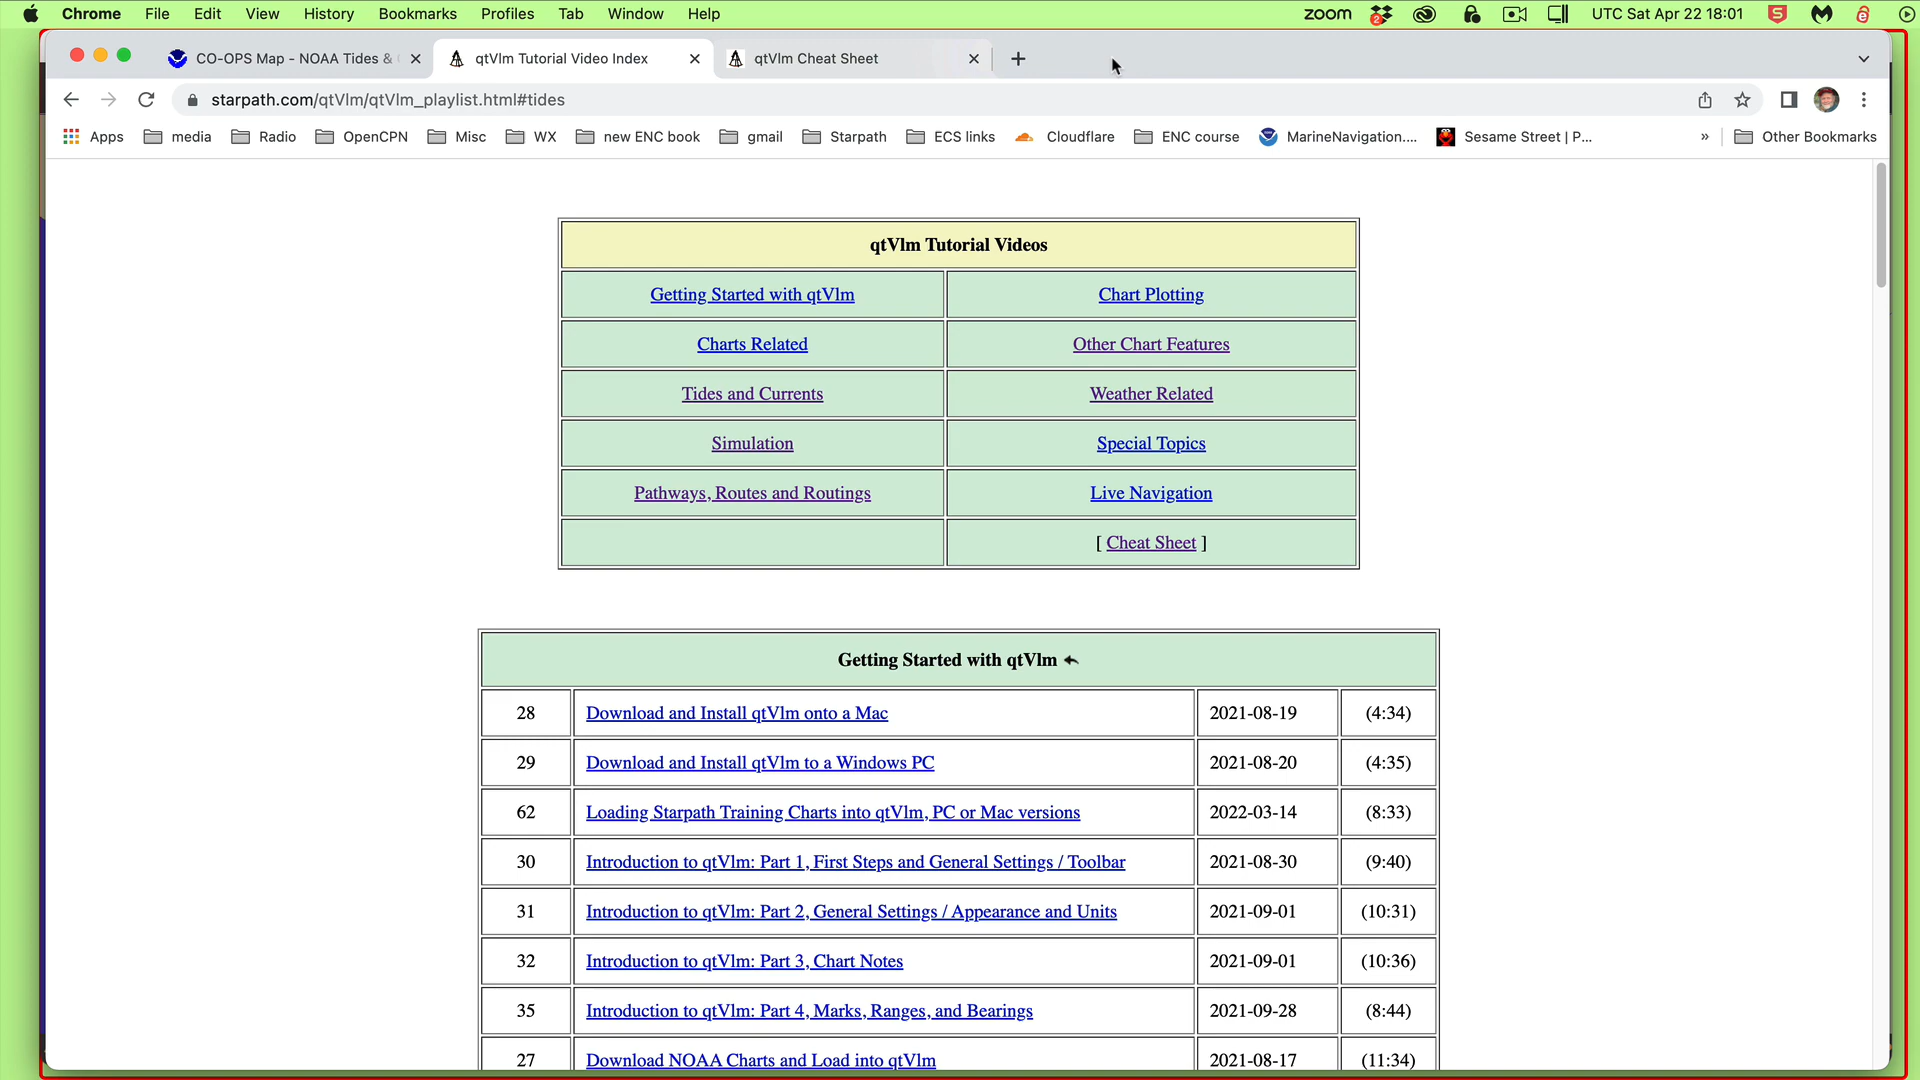 Chrome File Edit View History Bookmarks Profiles Tab Window Help zoom 2 UTC Sat Apr 22 18:01 S
CO-OPS Map - NOAA Tides & qtVlm Tutorial Video Index qtVlm Cheat Sheet
starpath.com/qtVlm/qtVlm_playlist.html#tides
Apps media Radio OpenCPN Misc WX new ENC book gmail Starpath ECS links Cloudflare ENC course MarineNavigation.... Sesame Street | P... » Other Bookmarks
qtVlm Tutorial Videos
Getting Started with qtVlm Chart Plotting
Charts Related Other Chart Features
Tides and Currents Weather Related
Simulation Special Topics
Pathways, Routes and Routings Live Navigation
[ Cheat Sheet ]
Getting Started with qtVlm
28 Download and Install qtVlm onto a Mac 2021-08-19 (4:34)
29 Download and Install qtVlm to a Windows PC 2021-08-20 (4:35)
62 Loading Starpath Training Charts into qtVlm, PC or Mac versions 2022-03-14 (8:33)
30 Introduction to qtVlm: Part 1, First Steps and General Settings / Toolbar 2021-08-30 (9:40)
31 Introduction to qtVlm: Part 2, General Settings / Appearance and Units 2021-09-01 (10:31)
32 Introduction to qtVlm: Part 3, Chart Notes 2021-09-01 (10:36)
35 Introduction to qtVlm: Part 4, Marks, Ranges, and Bearings 2021-09-28 (8:44)
27 Download NOAA Charts and Load into qtVlm 2021-08-17 (11:34)